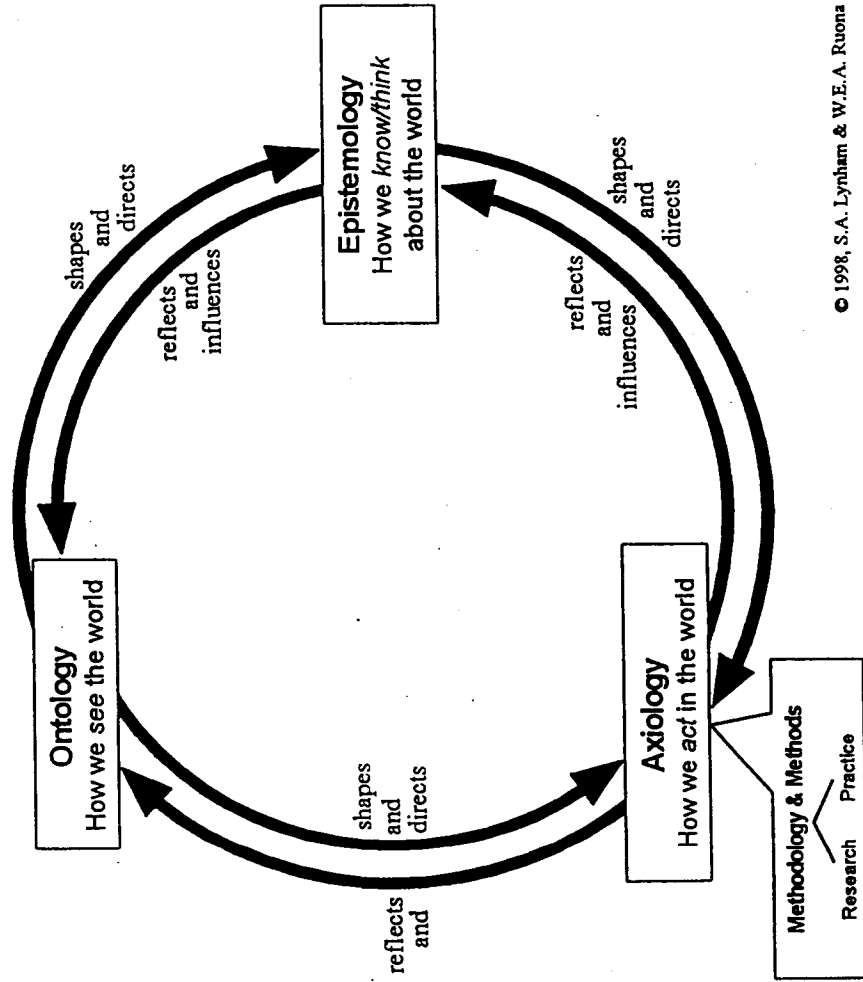 Ontology
How we see the world
shapes
and
directs
reflects
and
influences
Epistemology
How we know/think
about the world
shapes
and
directs
reflects
and
influences
shapes
and
directs
reflects
and
Axiology
How we act in the world
Methodology & Methods
Research Practice
© 1998, S.A. Lynham & W.E.A. Ruona